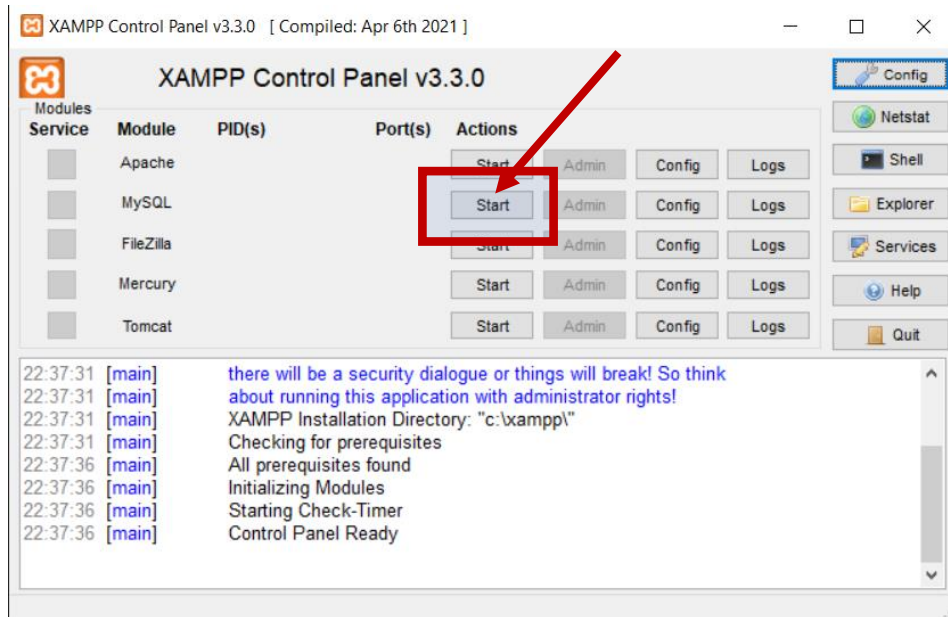 XAMPP Control Panel v3.3.0 [ Compiled: Apr 6th 2021 ]
XAMPP Control Panel v3.3.0
Config
Modules
Service Module PID(s) Port(s) Actions
Netstat
Apache Start Admin Config Logs
Shell
MySQL Start Admin Config Logs
Explorer
FileZilla Start Admin Config Logs
Services
Mercury Start Admin Config Logs
Help
Tomcat Start Admin Config Logs
Quit
22:37:31 [main] there will be a security dialogue or things will break! So think
22:37:31 [main] about running this application with administrator rights!
22:37:31 [main] XAMPP Installation Directory: "c:\xampp\"
22:37:31 [main] Checking for prerequisites
22:37:36 [main] All prerequisites found
22:37:36 [main] Initializing Modules
22:37:36 [main] Starting Check-Timer
22:37:36 [main] Control Panel Ready